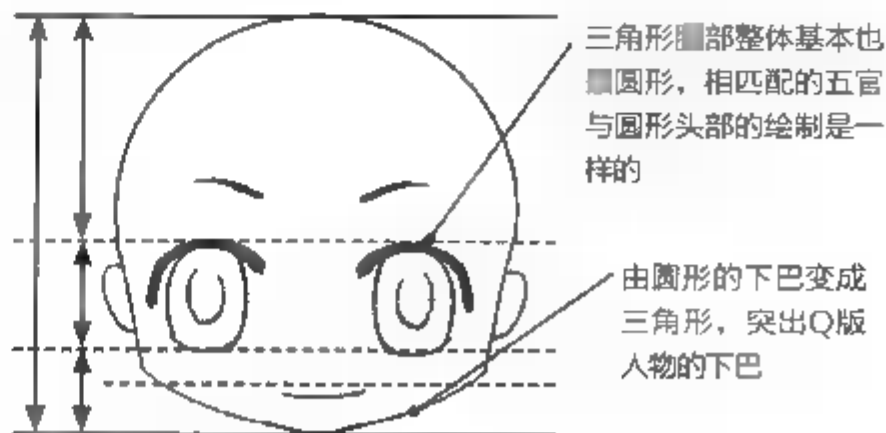 三角形部整体基本也
圆形，相匹配的五官
与圆形头部的绘制是一
样的
由圆形的下巴变成
三角形，突出Q版
人物的下巴